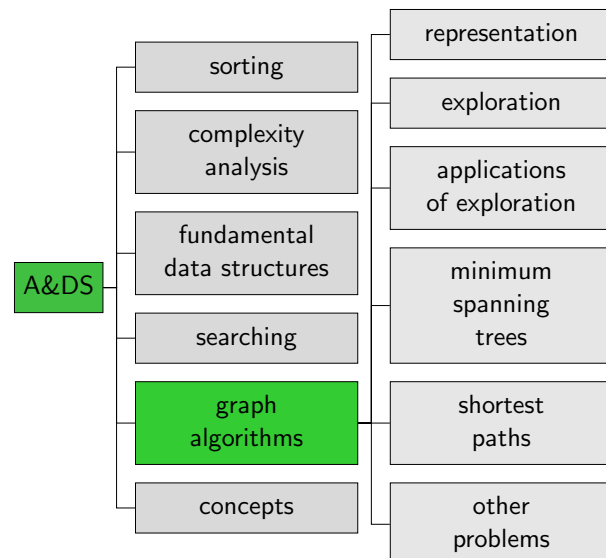 A&DS
sorting
complexity
analysis
fundamental
data structures
searching
graph
algorithms
concepts
representation
exploration
applications
of exploration
minimum
spanning
trees
shortest
paths
other
problems